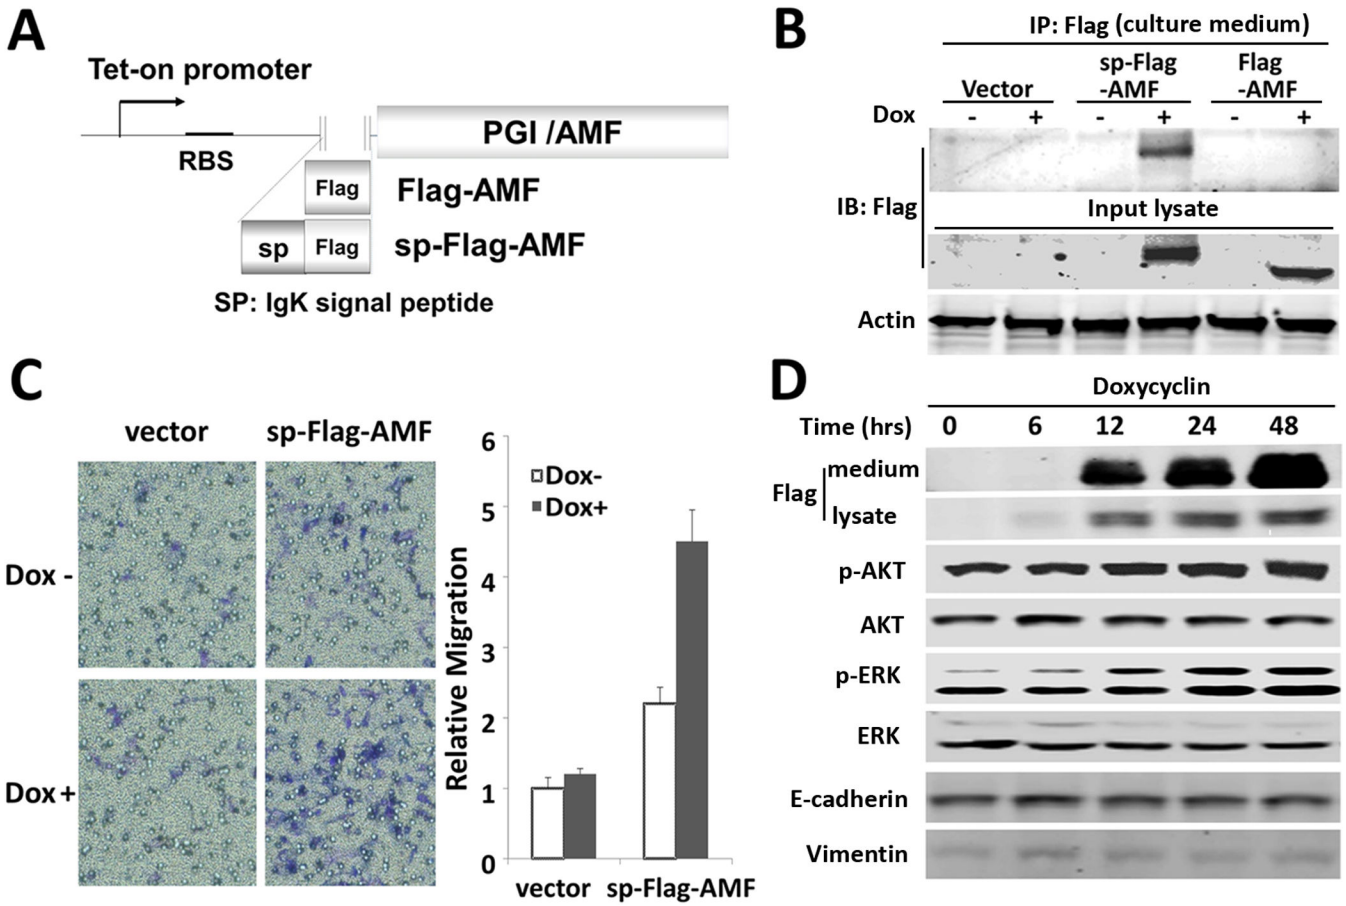 A
Tet-on promoter
RBS
PGI /AMF
Flag
Flag-AMF
sp
Flag
sp-Flag-AMF
SP: IgK signal peptide
B
IP: Flag (culture medium)
Vector
sp-Flag
-AMF
Flag
-AMF
Dox
- + - + - +
IB: Flag
Input lysate
Actin
C
vector
sp-Flag-AMF
Dox -
Dox +
Relative Migration
6
5
4
3
2
1
0
Dox-
Dox+
vector
sp-Flag-AMF
D
Doxycyclin
Time (hrs)
0 6 12 24 48
Flag
medium
lysate
p-AKT
AKT
p-ERK
ERK
E-cadherin
Vimentin